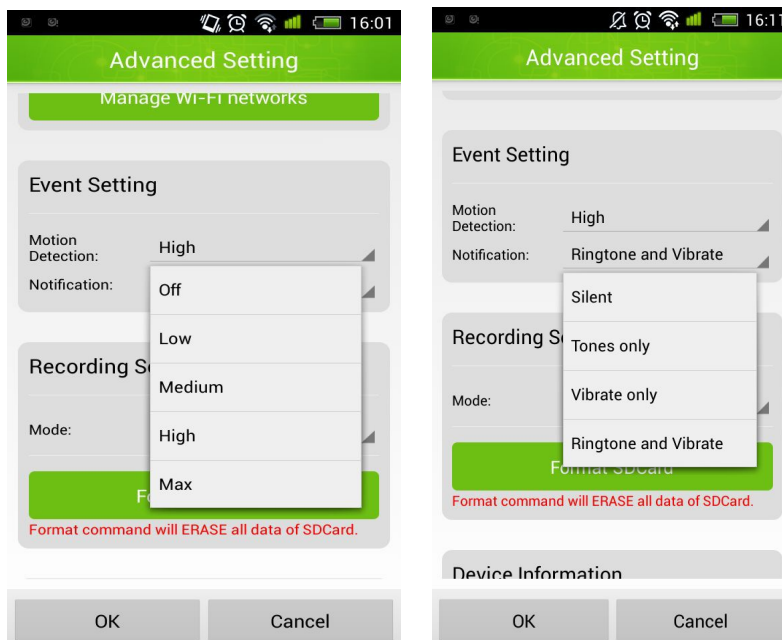 16:01
Advanced Setting
Manage Wi-Fi networks
Event Setting
Motion
Detection:
High
Notification:
Off
Low
Recording S
Medium
Mode:
High
Max
Fo
Format command will ERASE all data of SDCard.
OK
Cancel
16:11
Advanced Setting
Event Setting
Motion
Detection:
High
Notification:
Ringtone and Vibrate
Silent
Recording Se
Tones only
Mode:
Vibrate only
Ringtone and Vibrate
Format SDCard
Format command will ERASE all data of SDCard.
Device Information
OK
Cancel